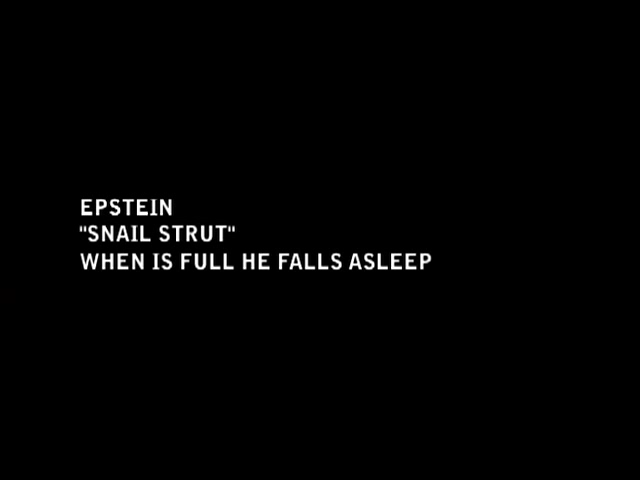 EPSTEIN
"SNAIL STRUT"
WHEN IS FULL HE FALLS ASLEEP